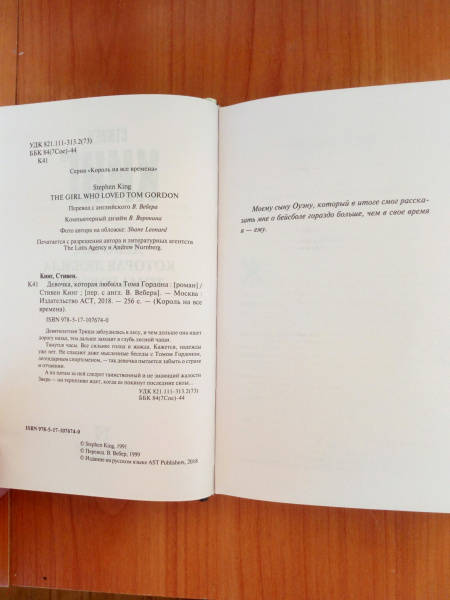 УДК 821.111-313.2(73)
ББК 84(7Сое)-44
К41
Серия «Король на все времена»
Stephen King
THE GIRL WHO LOVED TOM GORDON
Перевод с английского В. Вебера
Компьютерный дизайн В. Воронина
Фото автора на обложке: Shane Leonard
Печатается с разрешения автора и литературных агентств
The Lotts Agency и Andrew Nurnberg.
Кинг, Стивен.
К41 Девочка, которая любила Тома Гордона : [роман] /
Стивен Кинг ; [пер. с англ. В. Вебера]. — Москва :
Издательство АСТ, 2018. — 256 с. — (Король на все
времена).
ISBN 978-5-17-107674-0
Девятилетняя Триша заблудилась в лесу, и чем дальше она ищет
дорогу назад, тем дальше заходит в глубь лесной чащи.
Тянутся часы. Все сильнее голод и жажда. Кажется, надежды
уже нет. Но спасают даже мысленные беседы с Томом Гордоном,
легендарным спортсменом, — так девочка пытается забыть о страхе
и отчаянии.
А по пятам за ней следует таинственный и не знающий жалости
Зверь — он терпеливо ждет, когда ее покинут последние силы...
УДК 821.111-313.2(73)
ББК 84(7Сое)-44
ISBN 978-5-17-107674-0
© Stephen King, 1991
© Перевод. В. Вебер, 1999
© Издание на русском языке AST Publishers, 2018
Моему сыну Оуэну, который в итоге смог расска-
зать мне о бейсболе гораздо больше, чем в свое время
я — ему.